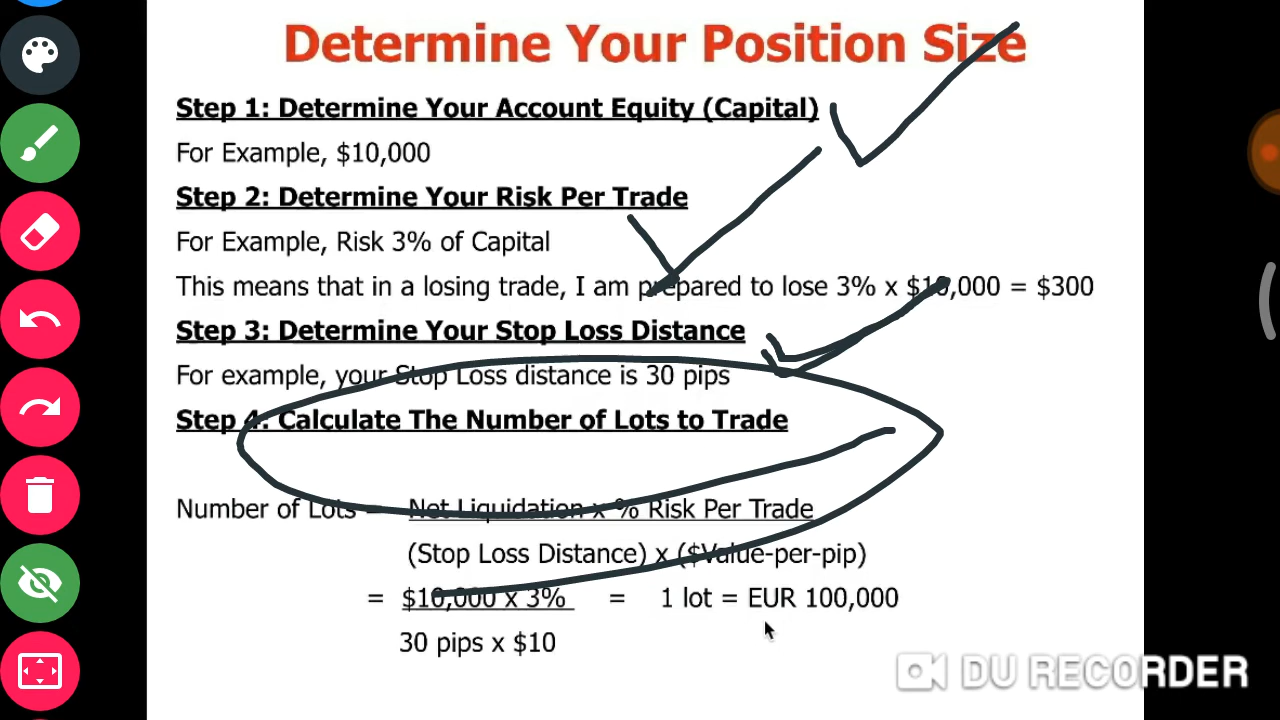 Determine Your Position Size
Step 1: Determine Your Account Equity (Capital)
For Example, $10,000
Step 2: Determine Your Risk Per Trade
For Example, Risk 3% of Capital
This means that in a losing trade, I am prepared to lose 3% x $10,000 = $300
Step 3: Determine Your Stop Loss Distance
For example, your Stop Loss distance is 30 pips
Step 4: Calculate The Number of Lots to Trade
Number of Lots = Net Liquidation x % Risk Per Trade
(Stop Loss Distance) x ($Value-per-pip)
= $10,000 x 3% = 1 lot = EUR 100,000
30 pips x $10
DU RECORDER